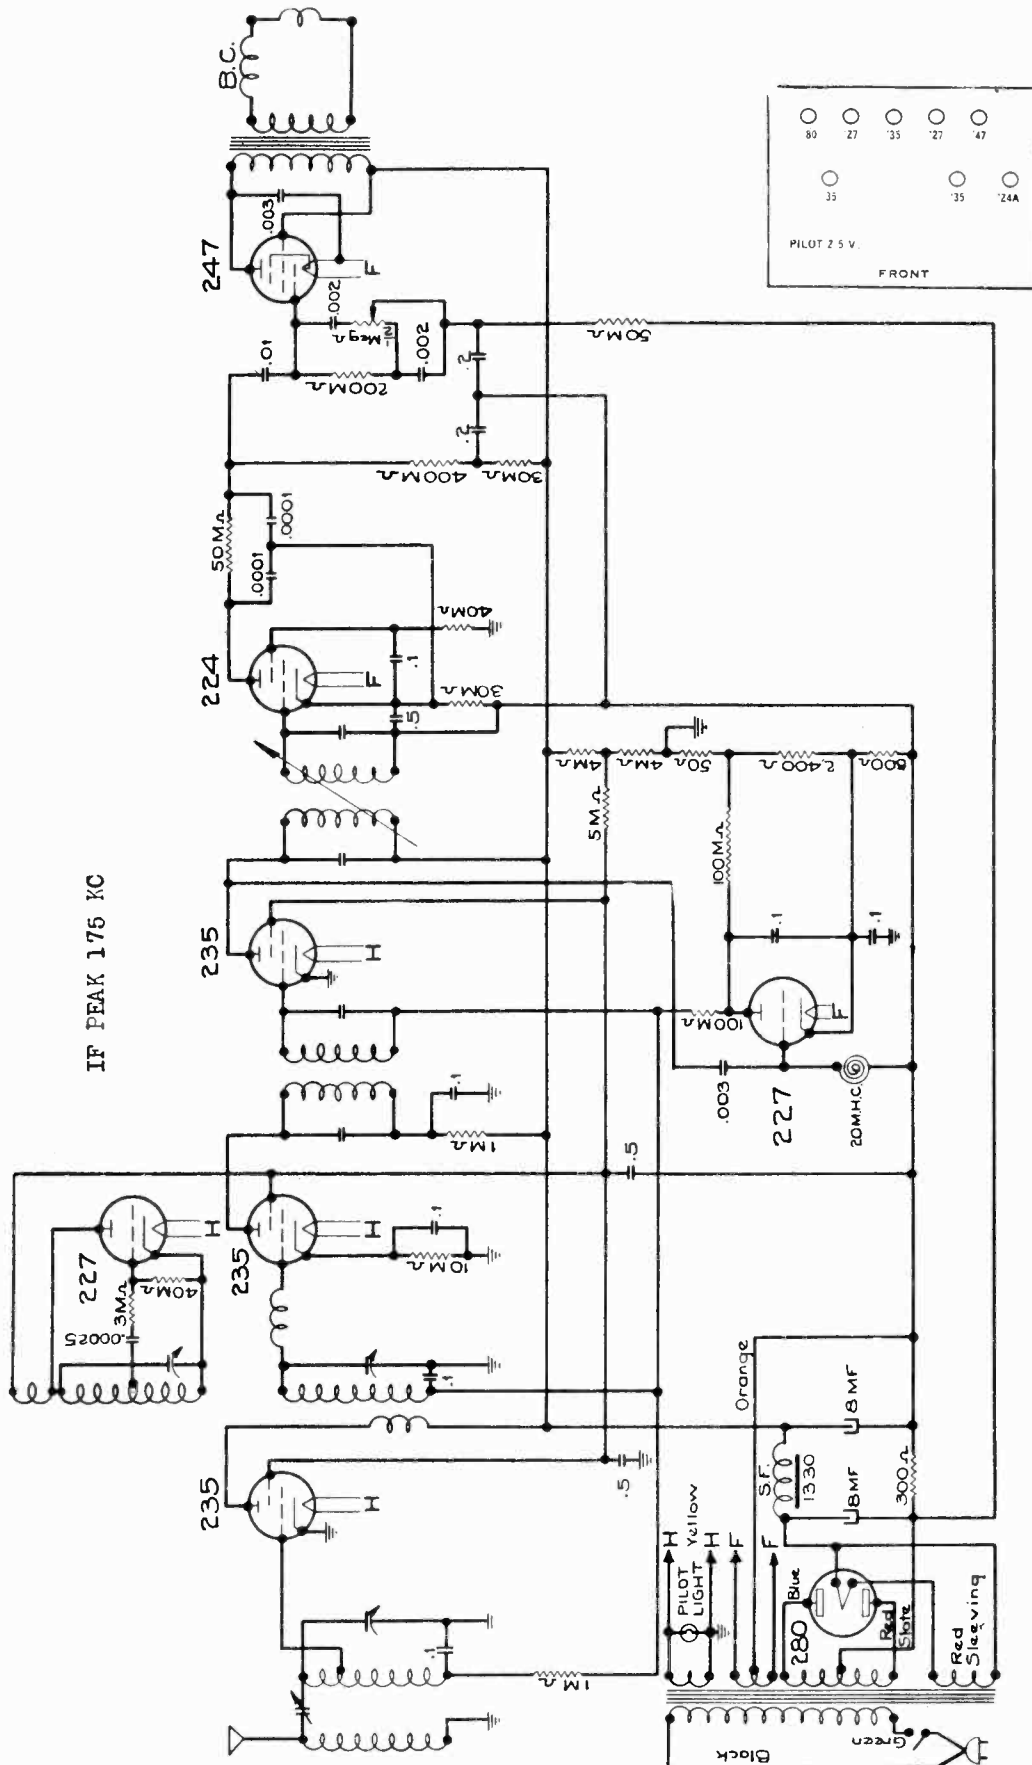 B.C.
247
.003
F
.01
.002
½ Meg Ω
200MΩ
.002
.2
.2
50MΩ
400MΩ
30MΩ
50MΩ
.0001
.0001
224
F
40MΩ
.1
30MΩ
.5
4MΩ
4MΩ
50Ω
2,400Ω
800Ω
5MΩ
100MΩ
.1
.1
IF PEAK 175 KC
235
H
100MΩ
227
F
.003
20M.H.C.
.1
1MΩ
.5
227
H
40MΩ
3MΩ
.00025
235
H
.1
10MΩ
.1
235
H
.5
Orange
8MF
S.F.
1330
8MF
300Ω
.1
1MΩ
H
PILOT
LIGHT
Yellow
H
F
F
Blue
280
Red
Slate
Red
Sleeving
Black
Green
80
27
'35
'27
'47
35
'35
'24A
PILOT 2.5 V.
FRONT